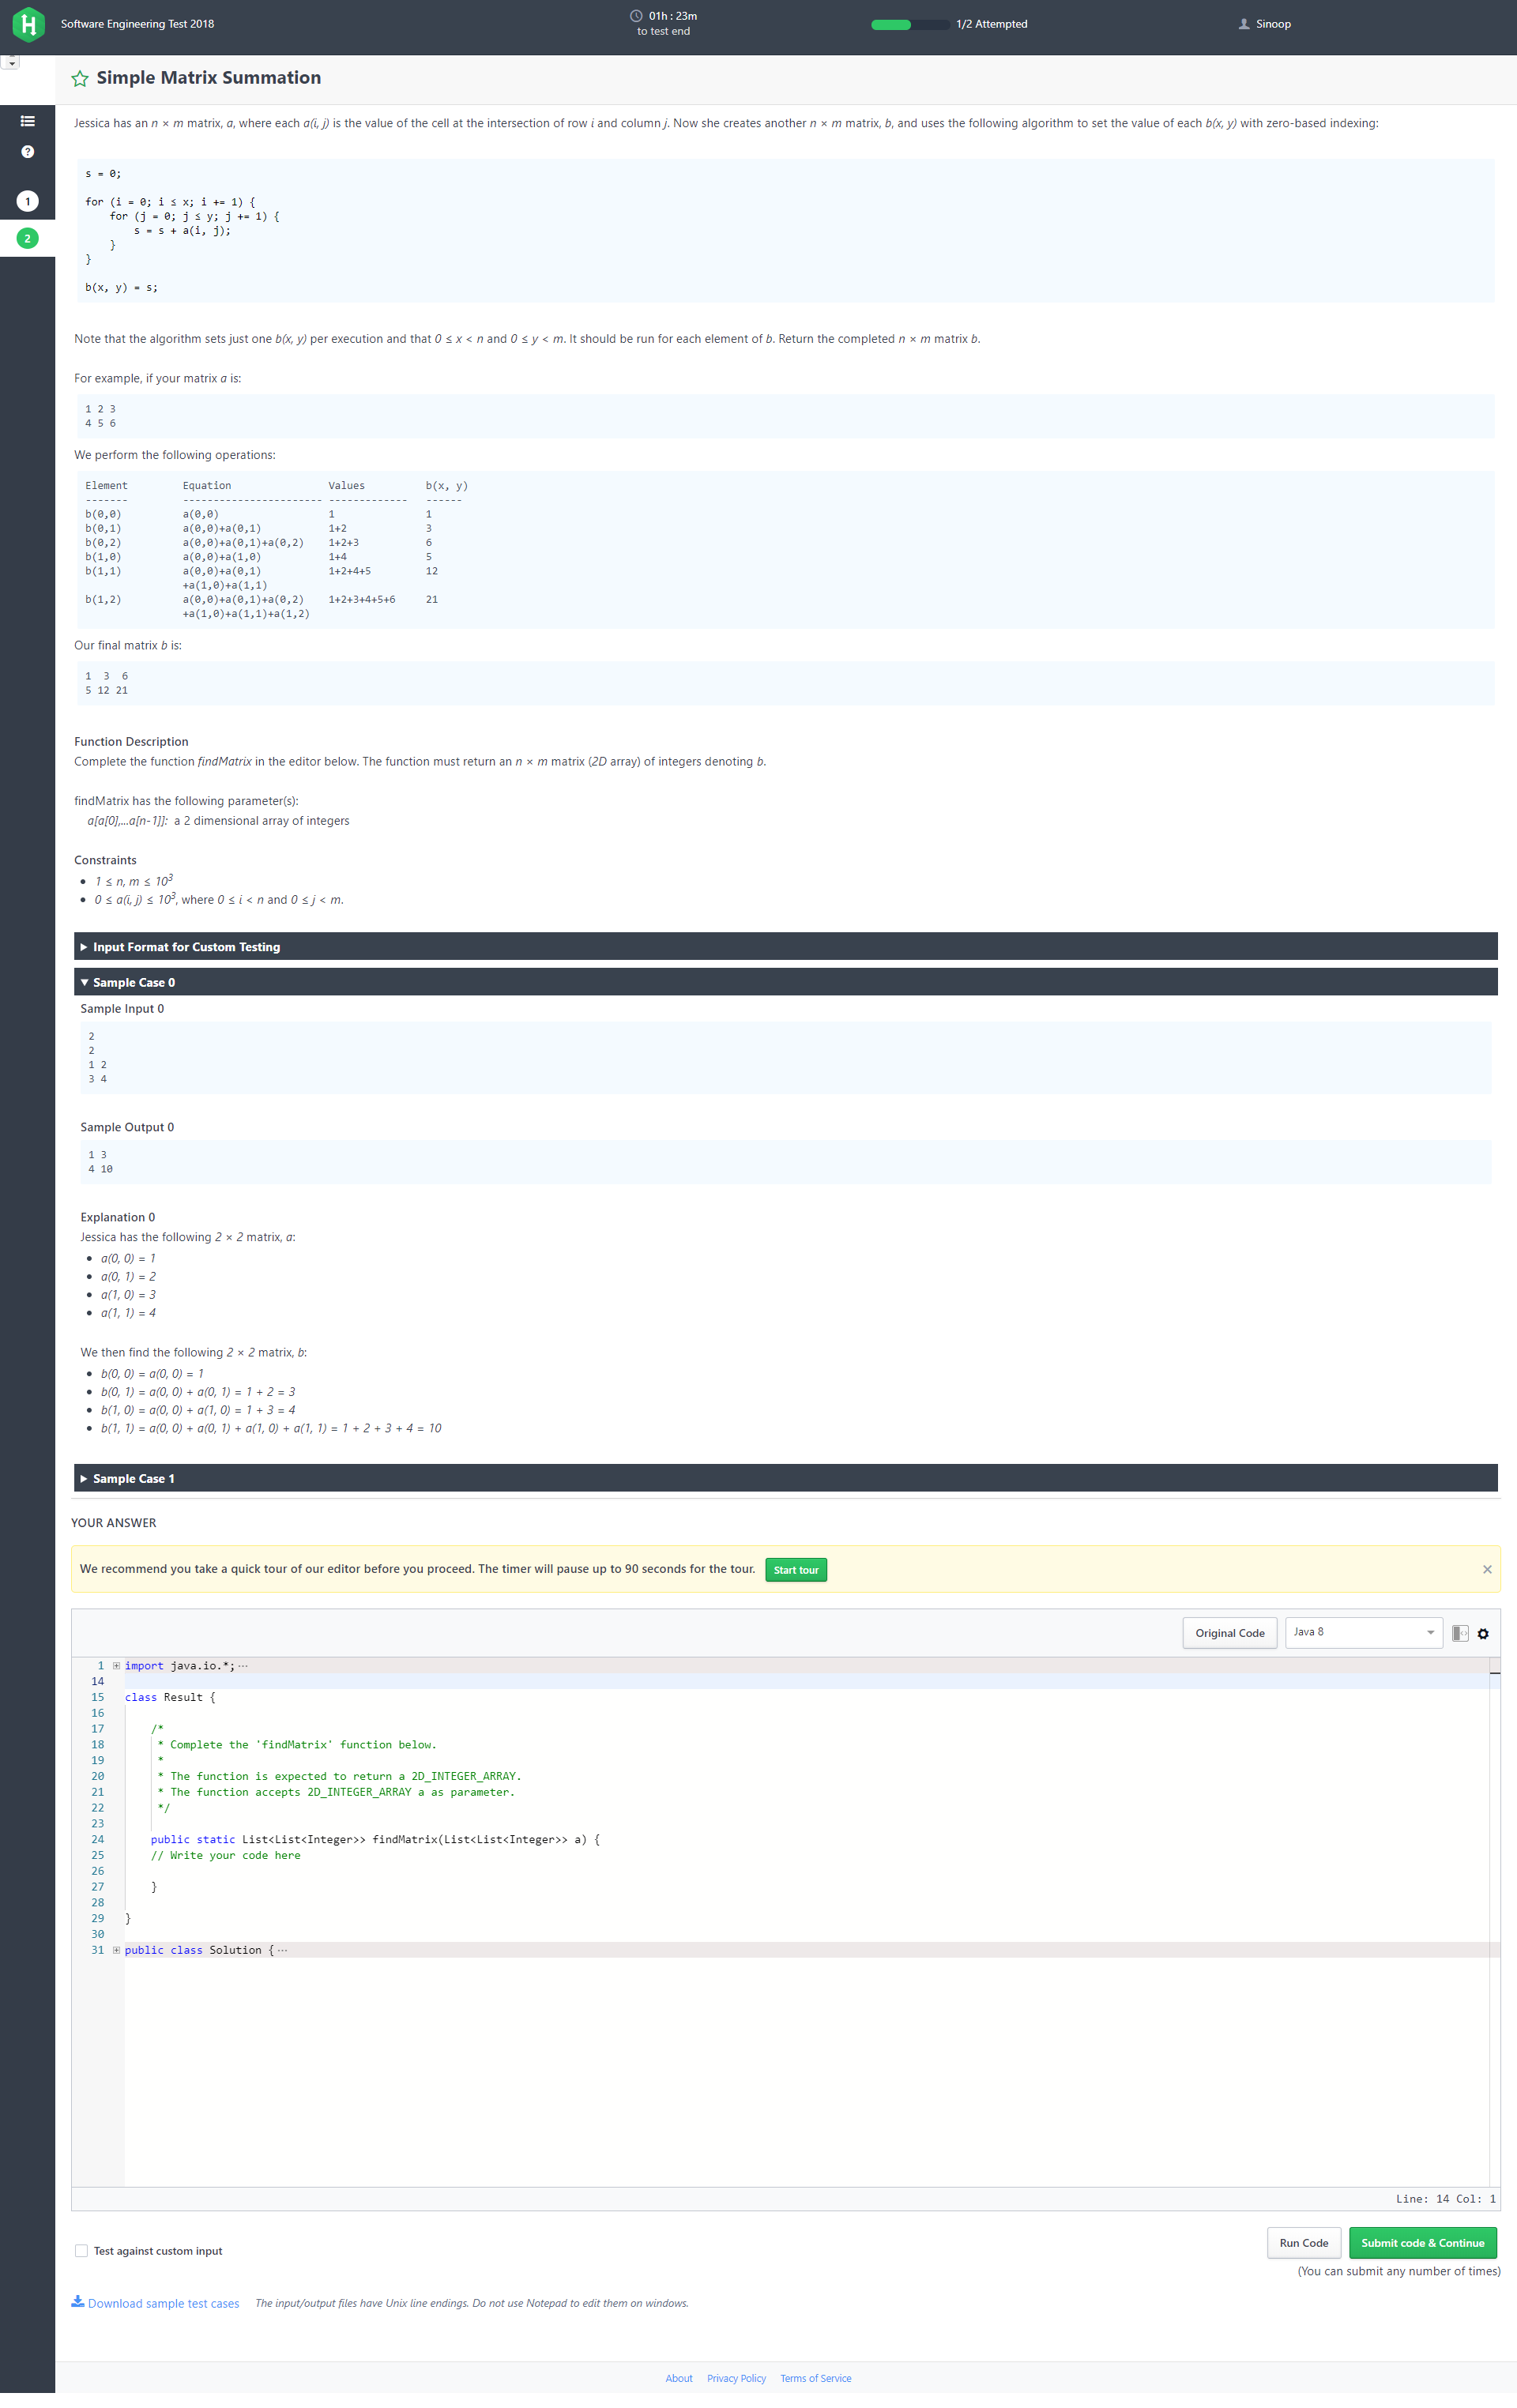 Software Engineering Test 2018
01h : 23m
to test end
1/2 Attempted
Sinoop
Simple Matrix Summation
1
2
Jessica has an n × m matrix, a, where each a(i, j) is the value of the cell at the intersection of row i and column j. Now she creates another n × m matrix, b, and uses the following algorithm to set the value of each b(x, y) with zero-based indexing:
s = 0;
for (i = 0; i ≤ x; i += 1) {
for (j = 0; j ≤ y; j += 1) {
s = s + a(i, j);
}
}
b(x, y) = s;
Note that the algorithm sets just one b(x, y) per execution and that 0 ≤ x < n and 0 ≤ y < m. It should be run for each element of b. Return the completed n × m matrix b.
For example, if your matrix a is:
1 2 3
4 5 6
We perform the following operations:
Element Equation Values b(x, y)
------- ----------------------- ------------- ------
b(0,0) a(0,0) 1 1
b(0,1) a(0,0)+a(0,1) 1+2 3
b(0,2) a(0,0)+a(0,1)+a(0,2) 1+2+3 6
b(1,0) a(0,0)+a(1,0) 1+4 5
b(1,1) a(0,0)+a(0,1) 1+2+4+5 12
+a(1,0)+a(1,1)
b(1,2) a(0,0)+a(0,1)+a(0,2) 1+2+3+4+5+6 21
+a(1,0)+a(1,1)+a(1,2)
Our final matrix b is:
1 3 6
5 12 21
Function Description
Complete the function findMatrix in the editor below. The function must return an n × m matrix (2D array) of integers denoting b.
findMatrix has the following parameter(s):
a[a[0],...a[n-1]]: a 2 dimensional array of integers
Constraints
• 1 ≤ n, m ≤ 10³
• 0 ≤ a(i, j) ≤ 10³, where 0 ≤ i < n and 0 ≤ j < m.
Input Format for Custom Testing
Sample Case 0
Sample Input 0
2
2
1 2
3 4
Sample Output 0
1 3
4 10
Explanation 0
Jessica has the following 2 × 2 matrix, a:
• a(0, 0) = 1
• a(0, 1) = 2
• a(1, 0) = 3
• a(1, 1) = 4
We then find the following 2 × 2 matrix, b:
• b(0, 0) = a(0, 0) = 1
• b(0, 1) = a(0, 0) + a(0, 1) = 1 + 2 = 3
• b(1, 0) = a(0, 0) + a(1, 0) = 1 + 3 = 4
• b(1, 1) = a(0, 0) + a(0, 1) + a(1, 0) + a(1, 1) = 1 + 2 + 3 + 4 = 10
Sample Case 1
YOUR ANSWER
We recommend you take a quick tour of our editor before you proceed. The timer will pause up to 90 seconds for the tour. Start tour ×
Original Code Java 8
1 import java.io.*; ···
14
15 class Result {
16
17 /*
18 * Complete the 'findMatrix' function below.
19 *
20 * The function is expected to return a 2D_INTEGER_ARRAY.
21 * The function accepts 2D_INTEGER_ARRAY a as parameter.
22 */
23
24 public static List<List<Integer>> findMatrix(List<List<Integer>> a) {
25 // Write your code here
26
27 }
28
29 }
30
31 public class Solution { ···
Line: 14 Col: 1
Test against custom input
Run Code
Submit code & Continue
(You can submit any number of times)
Download sample test cases The input/output files have Unix line endings. Do not use Notepad to edit them on windows.
About Privacy Policy Terms of Service